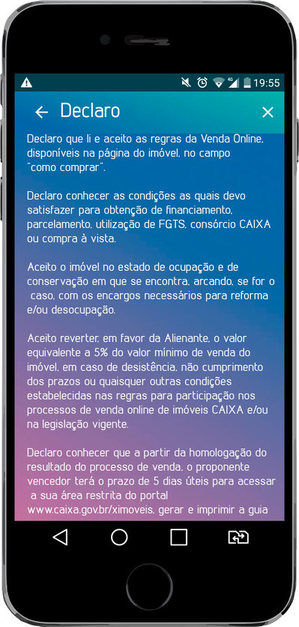 19:55
Declaro
Declaro que li e aceito as regras da Venda Online,
disponíveis na página do imóvel, no campo
"como comprar".
Declaro conhecer as condições as quais devo
satisfazer para obtenção de financiamento,
parcelamento, utilização de FGTS, consórcio CAIXA
ou compra à vista.
Aceito o imóvel no estado de ocupação e de
conservação em que se encontra, arcando, se for o
caso, com os encargos necessários para reforma
e/ou desocupação.
Aceito reverter, em favor da Alienante, o valor
equivalente a 5% do valor mínimo de venda do
imóvel, em caso de desistência, não cumprimento
dos prazos ou quaisquer outras condições
estabelecidas nas regras para participação nos
processos de venda online de imóveis CAIXA e/ou
na legislação vigente.
Declaro conhecer que a partir da homologação do
resultado do processo de venda, o proponente
vencedor terá o prazo de 5 dias úteis para acessar
a sua área restrita do portal
www.caixa.gov.br/ximoveis, gerar e imprimir a guia